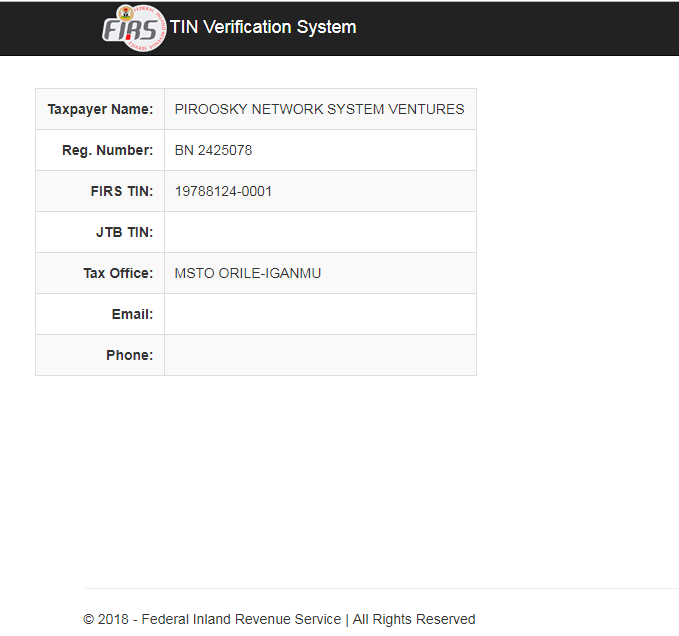 FIRS TIN Verification System
Taxpayer Name: PIROOSKY NETWORK SYSTEM VENTURES
Reg. Number: BN 2425078
FIRS TIN: 19788124-0001
JTB TIN:
Tax Office: MSTO ORILE-IGANMU
Email:
Phone:
© 2018 - Federal Inland Revenue Service | All Rights Reserved